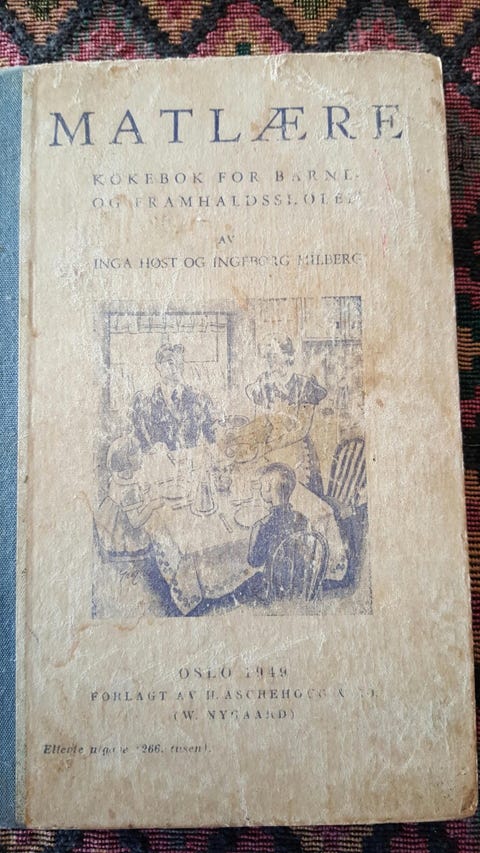 MATLÆRE
KOKEBOK FOR BARNE-
OG FRAMHALDSSKOLEN
AV
INGA HØST OG INGEBORG MILBERG
OSLO 1949
FORLAGT AV H. ASCHEHOUG & CO.
(W. NYGAARD)
Ellevte utgave (266. tusen).